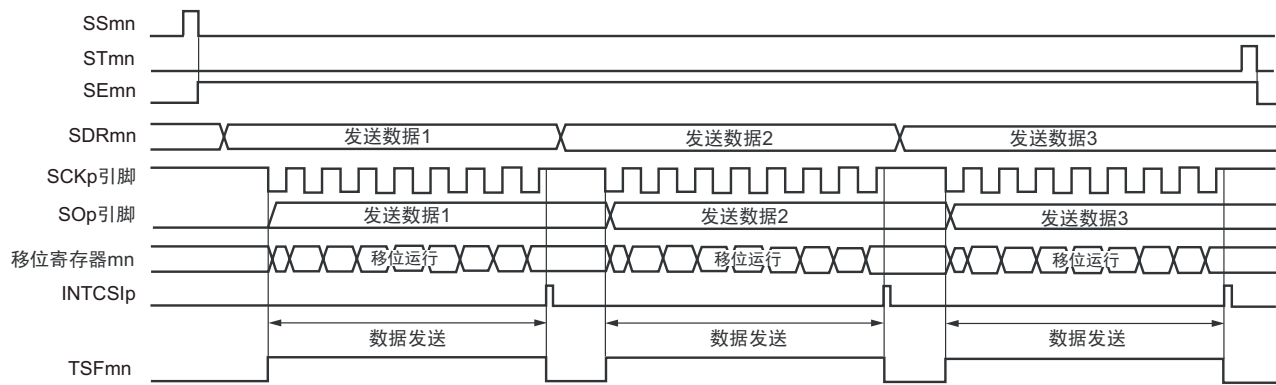 SSmn
STmn
SEmn
SDRmn 发送数据1 发送数据2 发送数据3
SCKp引脚
SOp引脚 发送数据1 发送数据2 发送数据3
移位寄存器mn 移位运行 移位运行 移位运行
INTCSIp
数据发送 数据发送 数据发送
TSFmn